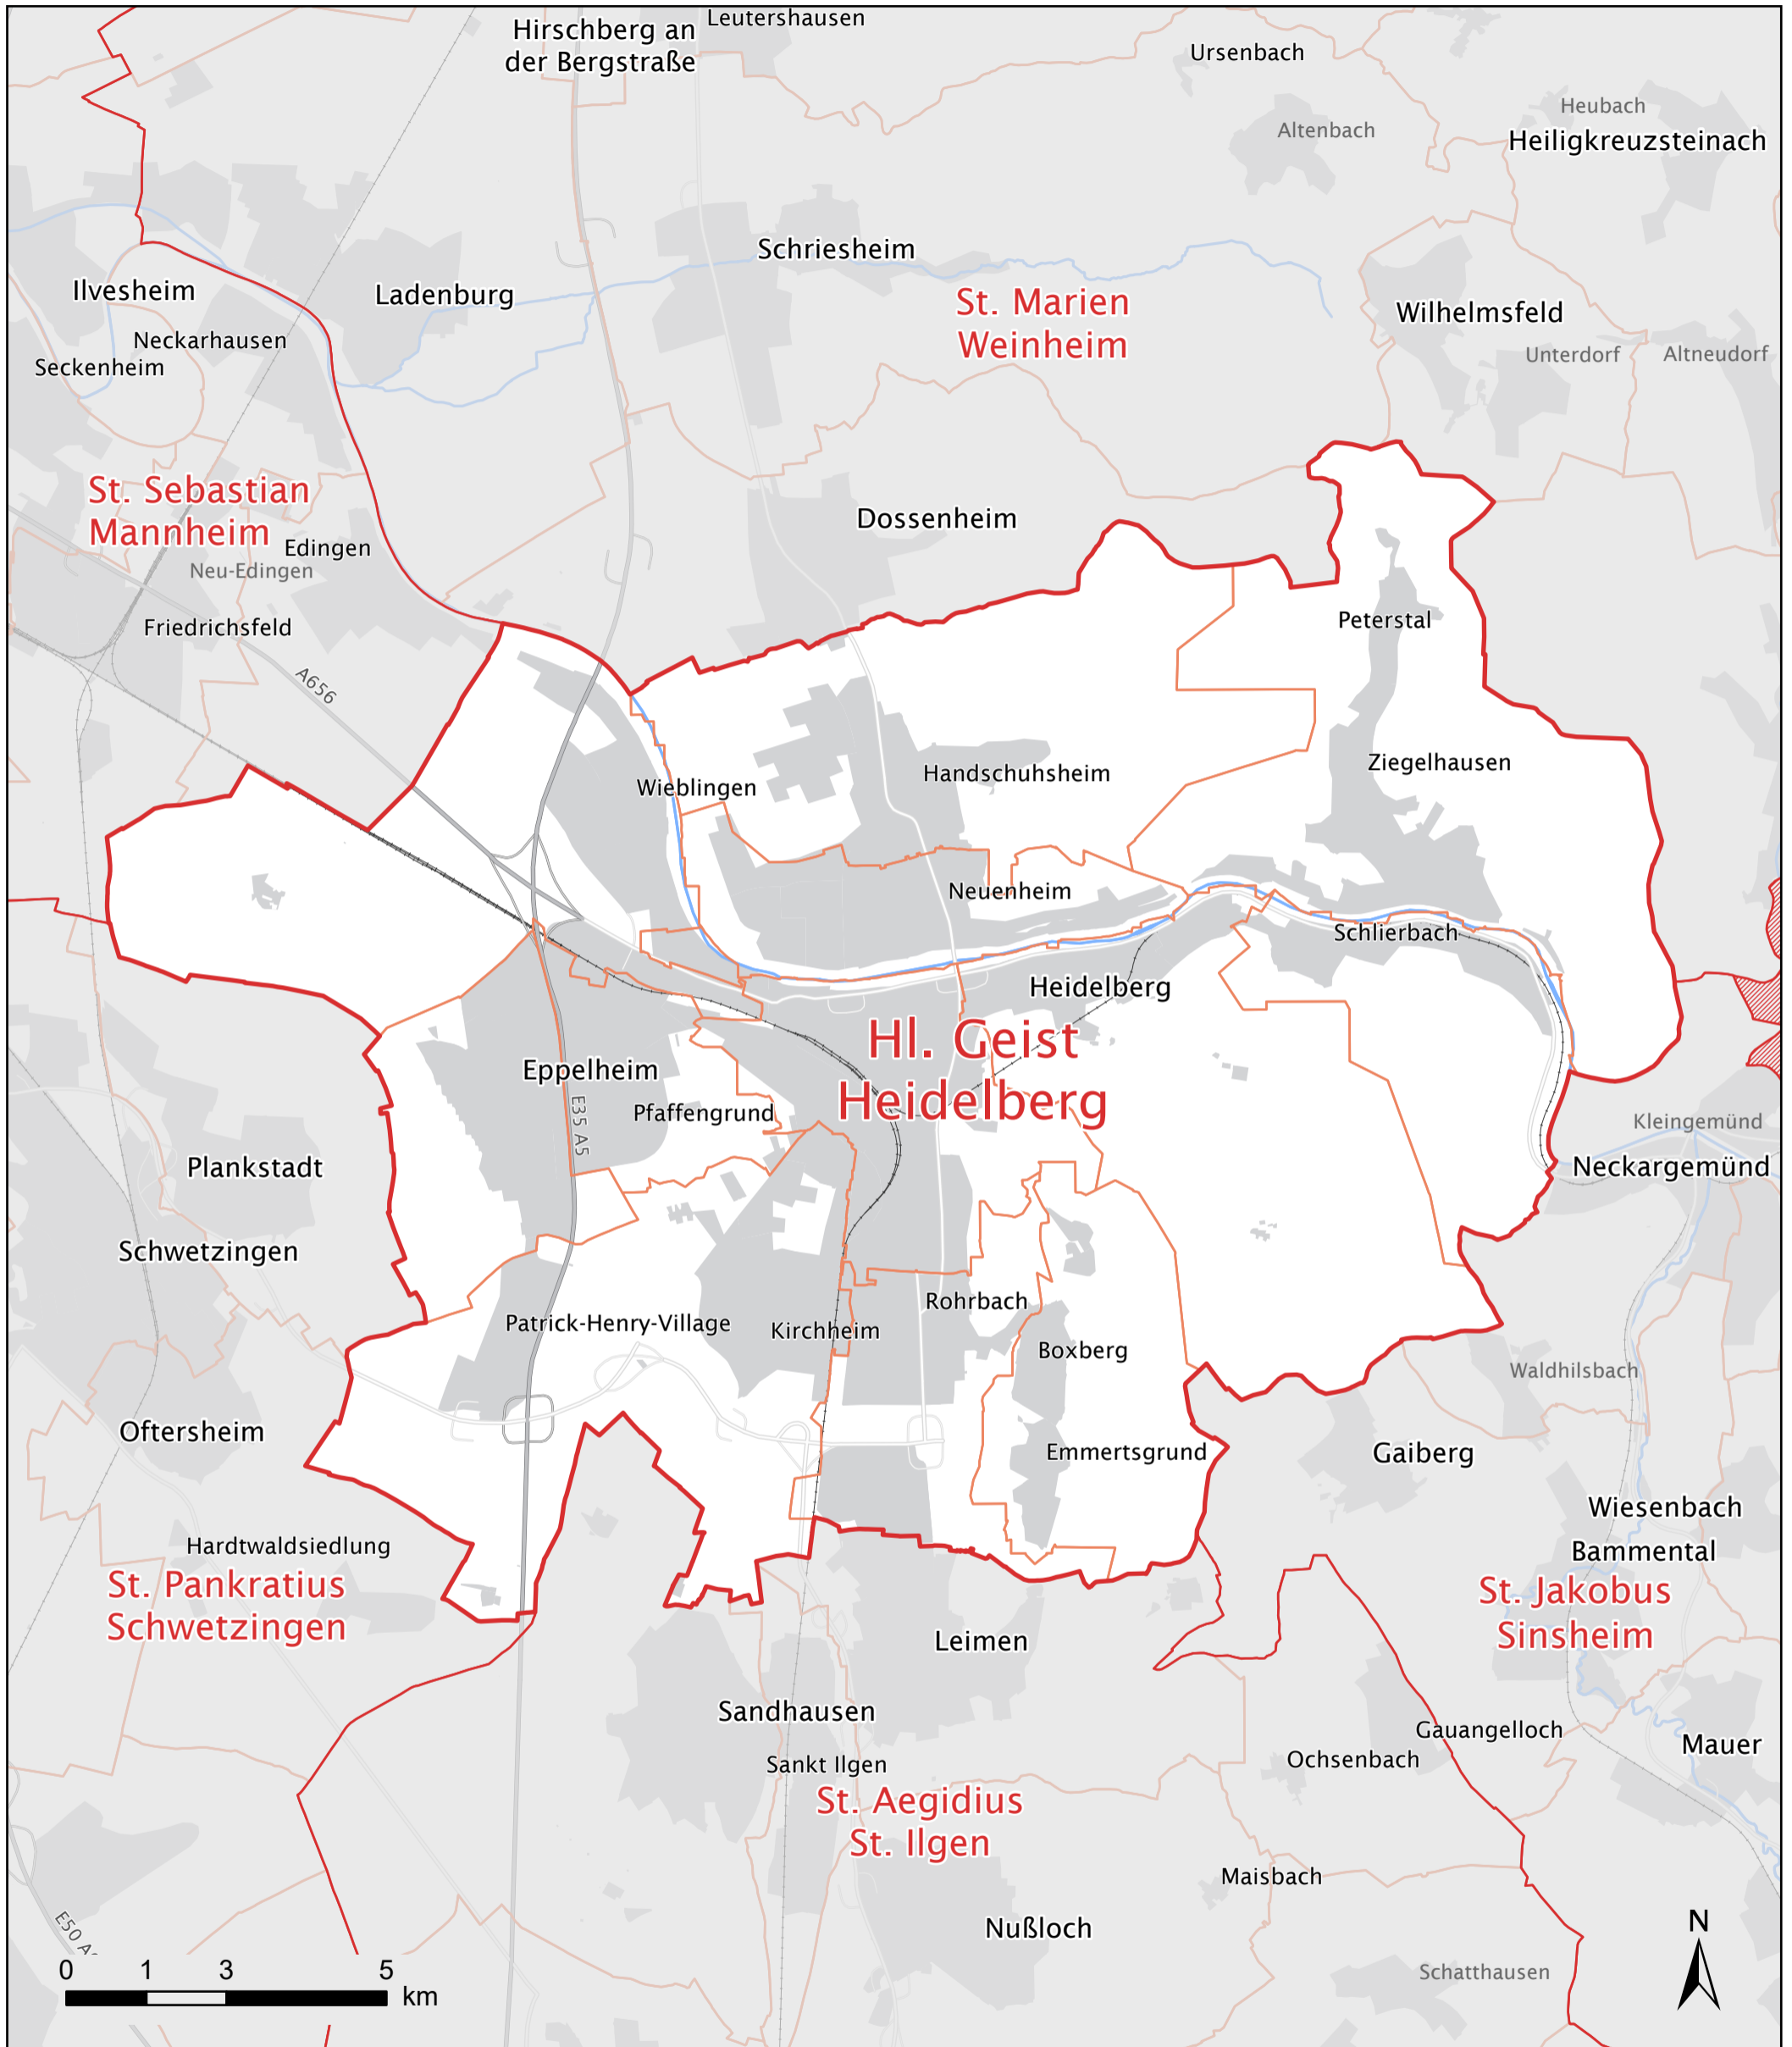 Leutershausen
Hirschberg an
der Bergstraße
Ursenbach
Heubach
Altenbach
Heiligkreuzsteinach
Schriesheim
Ilvesheim
Ladenburg
St. Marien
Weinheim
Wilhelmsfeld
Neckarhausen
Seckenheim
Unterdorf
Altneudorf
St. Sebastian
Mannheim
Edingen
Neu-Edingen
Dossenheim
Friedrichsfeld
Peterstal
A656
Wieblingen
Handschuhsheim
Ziegelhausen
Neuenheim
Schlierbach
Heidelberg
Hl. Geist
Heidelberg
Eppelheim
Pfaffengrund
E35 A5
Kleingemünd
Neckargemünd
Plankstadt
Schwetzingen
Patrick-Henry-Village
Kirchheim
Rohrbach
Boxberg
Waldhilsbach
Oftersheim
Emmertsgrund
Gaiberg
Wiesenbach
Hardtwaldsiedlung
Bammental
St. Pankratius
Schwetzingen
St. Jakobus
Sinsheim
Leimen
Sandhausen
Gauangelloch
Ochsenbach
Mauer
Sankt Ilgen
St. Aegidius
St. Ilgen
Maisbach
Nußloch
Schatthausen
E50
N
0 1 3 5
km